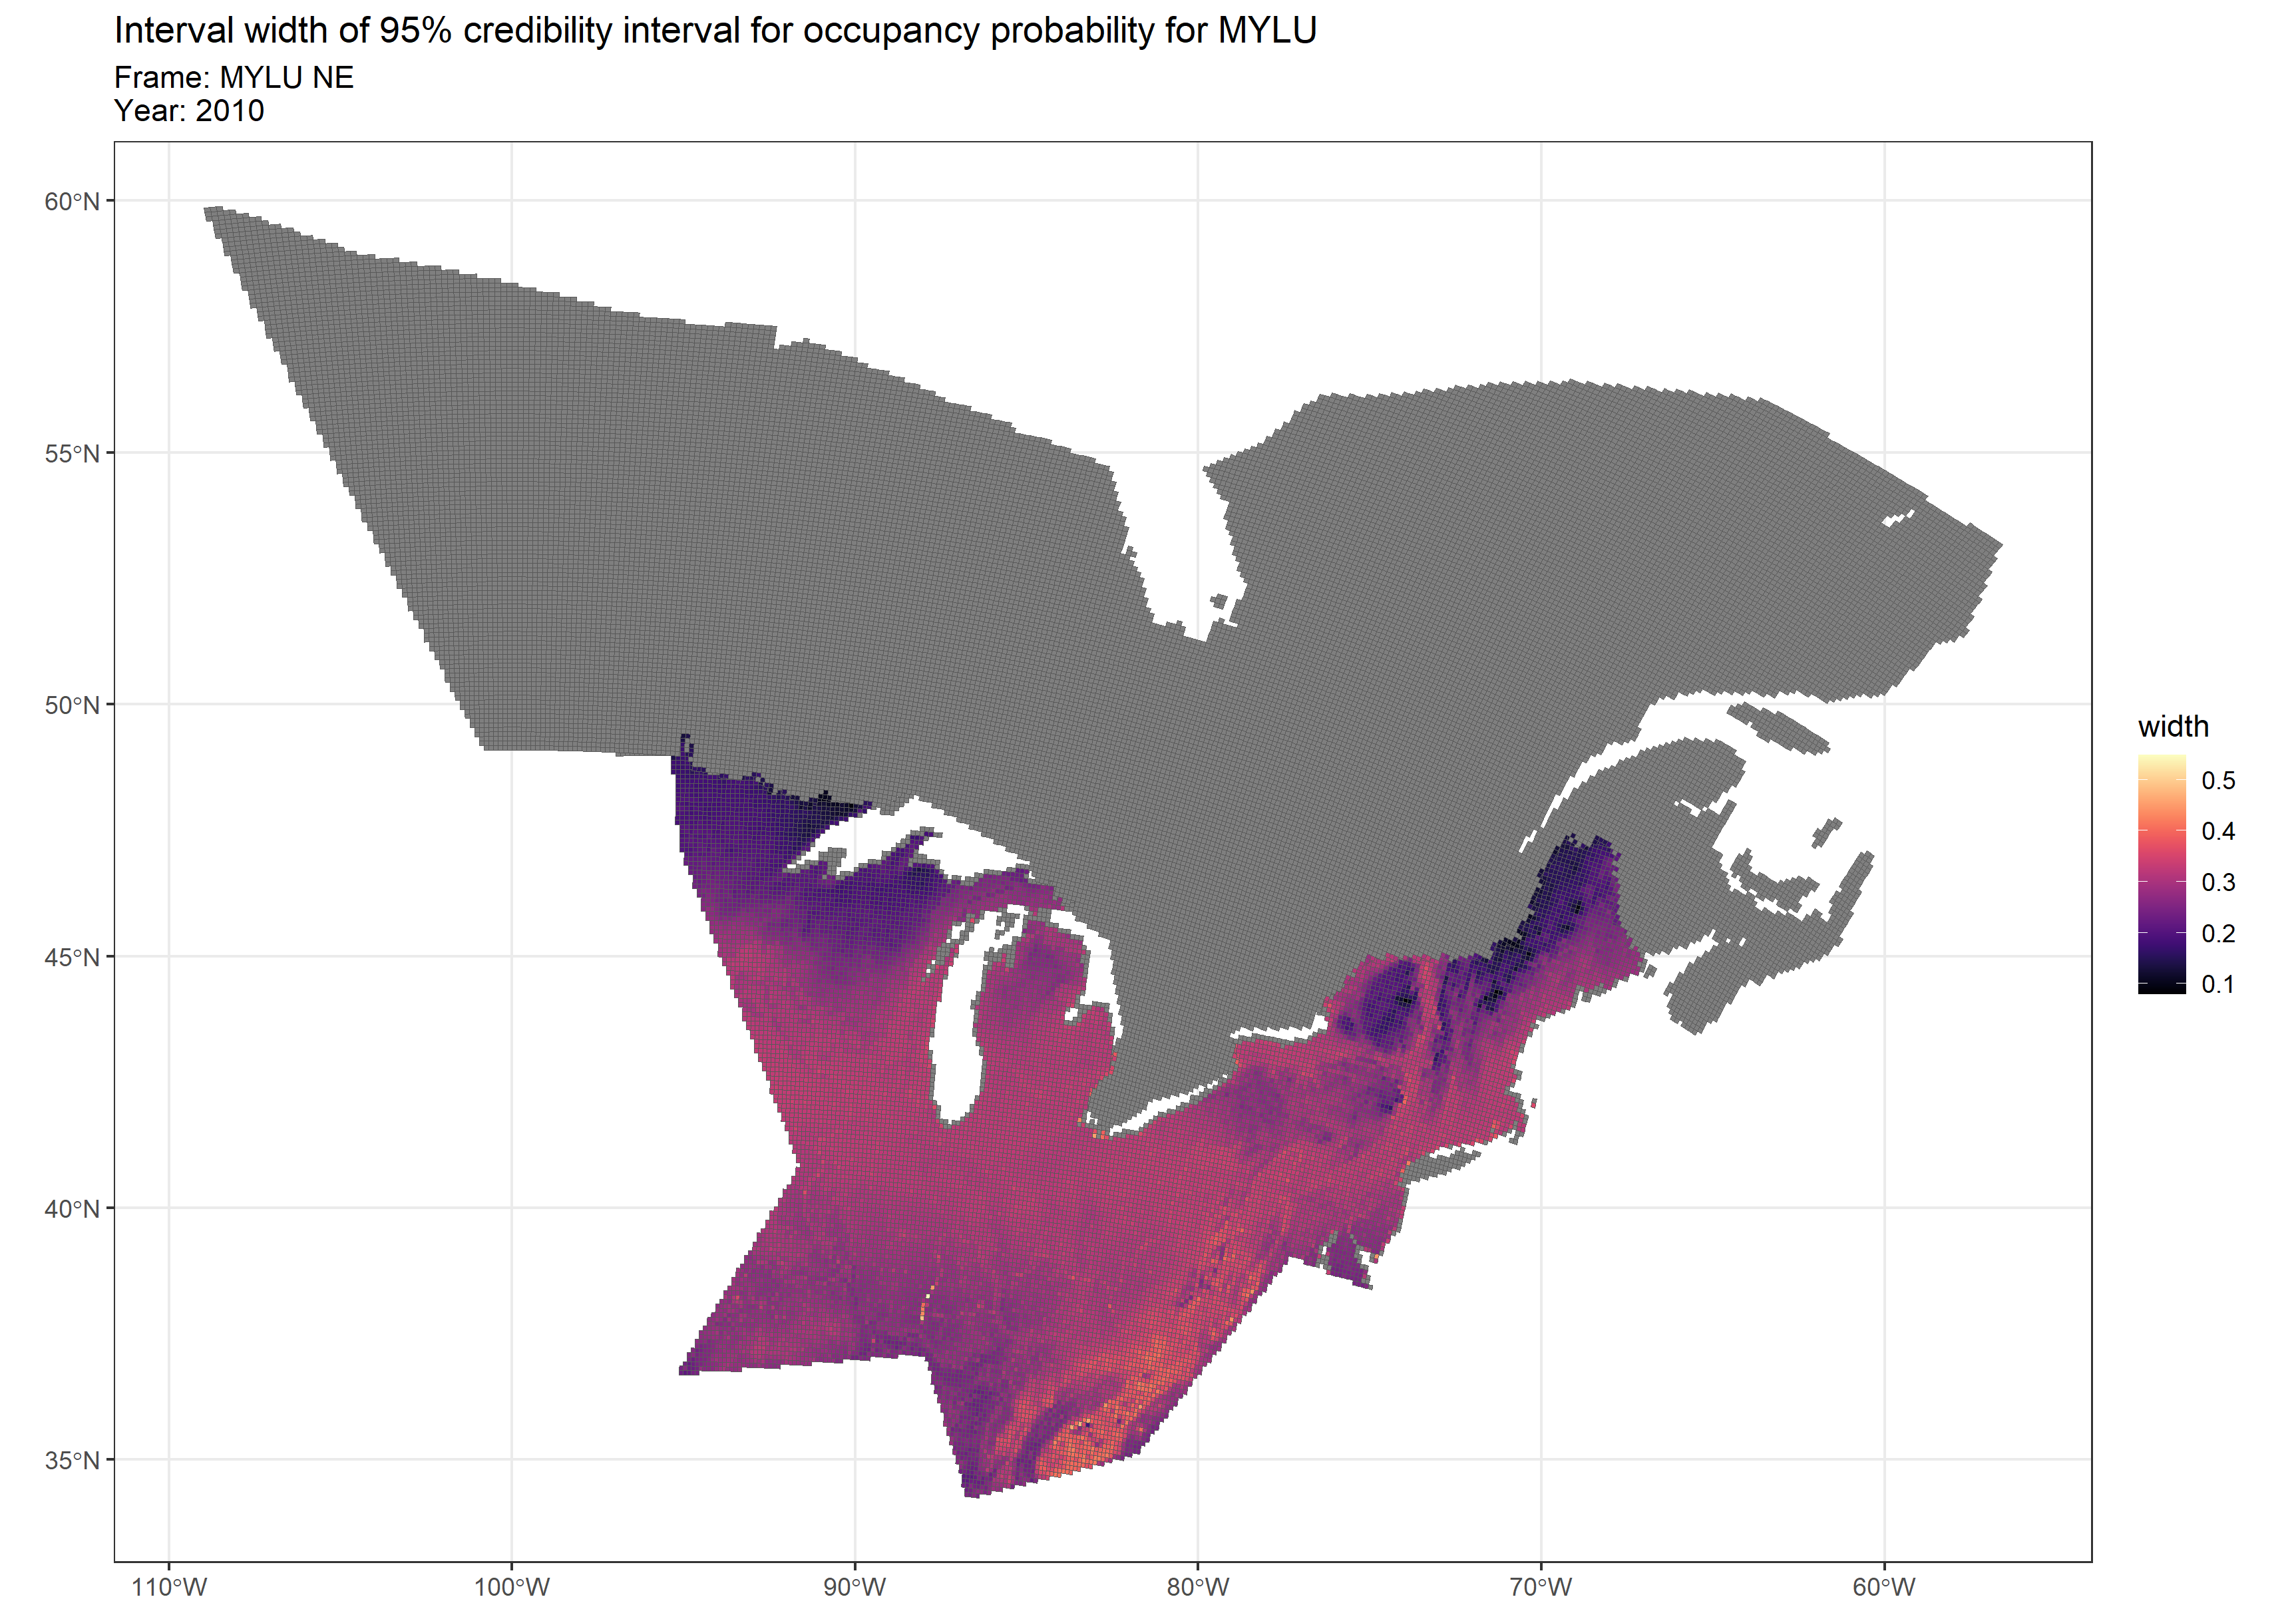 Interval width of 95% credibility interval for occupancy probability for MYLU
Frame: MYLU NE
Year: 2010
60°N
55°N
50°N
45°N
40°N
35°N
110°W
100°W
90°W
80°W
70°W
60°W
width
0.5
0.4
0.3
0.2
0.1